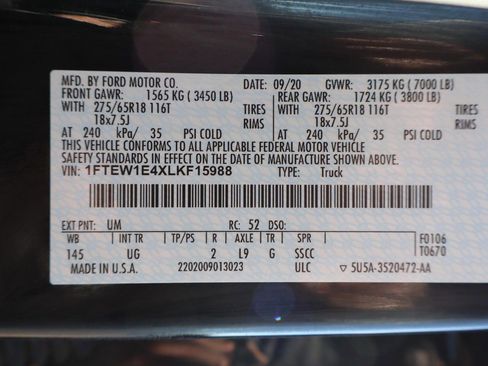 MFD. BY FORD MOTOR CO. DATE: 09/20 GVWR: 3175 KG ( 7000 LB)
FRONT GAWR: 1565 KG ( 3450 LB) REAR GAWR: 1724 KG ( 3800 LB)
WITH 275/65R18 116T TIRES WITH 275/65R18 116T TIRES
18x7.5J RIMS 18x7.5J RIMS
AT 240 kPa/ 35 PSI COLD AT 240 kPa/ 35 PSI COLD
THIS VEHICLE CONFORMS TO ALL APPLICABLE FEDERAL MOTOR VEHICLE
SAFETY STANDARDS IN EFFECT ON THE DATE OF MANUFACTURE SHOWN ABOVE.
VIN: 1FTEW1E4XLKF15988 TYPE: Truck
EXT PNT: UM RC: 52 DSO:
WB INT TR TP/PS R AXLE TR SPR F0106
145 UG 2 L9 G SSCC T0670
MADE IN U.S.A. 2202009013023 ULC ▽ 5U5A-3520472-AA